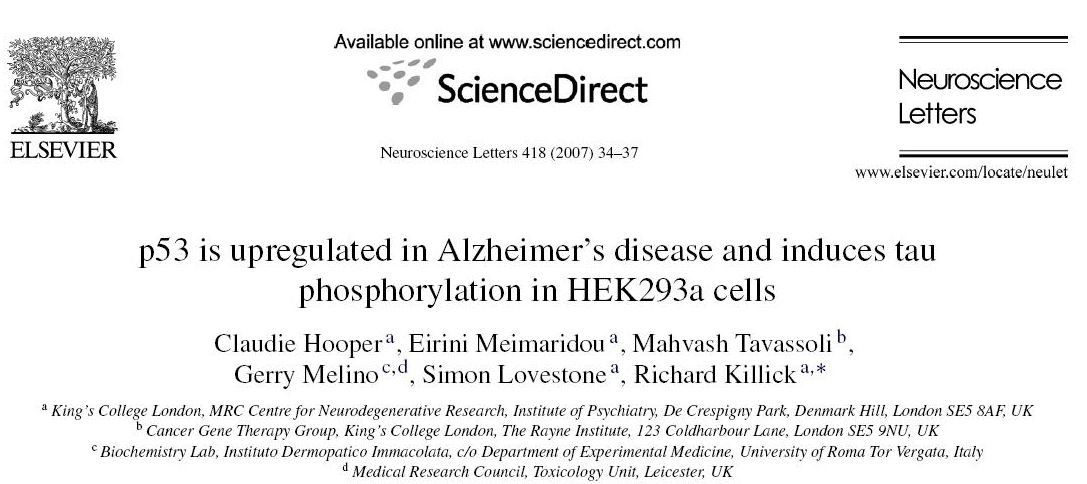 ELSEVIER
Available online at www.sciencedirect.com
ScienceDirect
Neuroscience Letters 418 (2007) 34–37
Neuroscience
Letters
www.elsevier.com/locate/neulet
p53 is upregulated in Alzheimer's disease and induces tau
phosphorylation in HEK293a cells
Claudie Hooper a, Eirini Meimaridou a, Mahvash Tavassoli b,
Gerry Melino c,d, Simon Lovestone a, Richard Killick a,*
a King's College London, MRC Centre for Neurodegenerative Research, Institute of Psychiatry, De Crespigny Park, Denmark Hill, London SE5 8AF, UK
b Cancer Gene Therapy Group, King's College London, The Rayne Institute, 123 Coldharbour Lane, London SE5 9NU, UK
c Biochemistry Lab, Instituto Dermopatico Immacolata, c/o Department of Experimental Medicine, University of Roma Tor Vergata, Italy
d Medical Research Council, Toxicology Unit, Leicester, UK